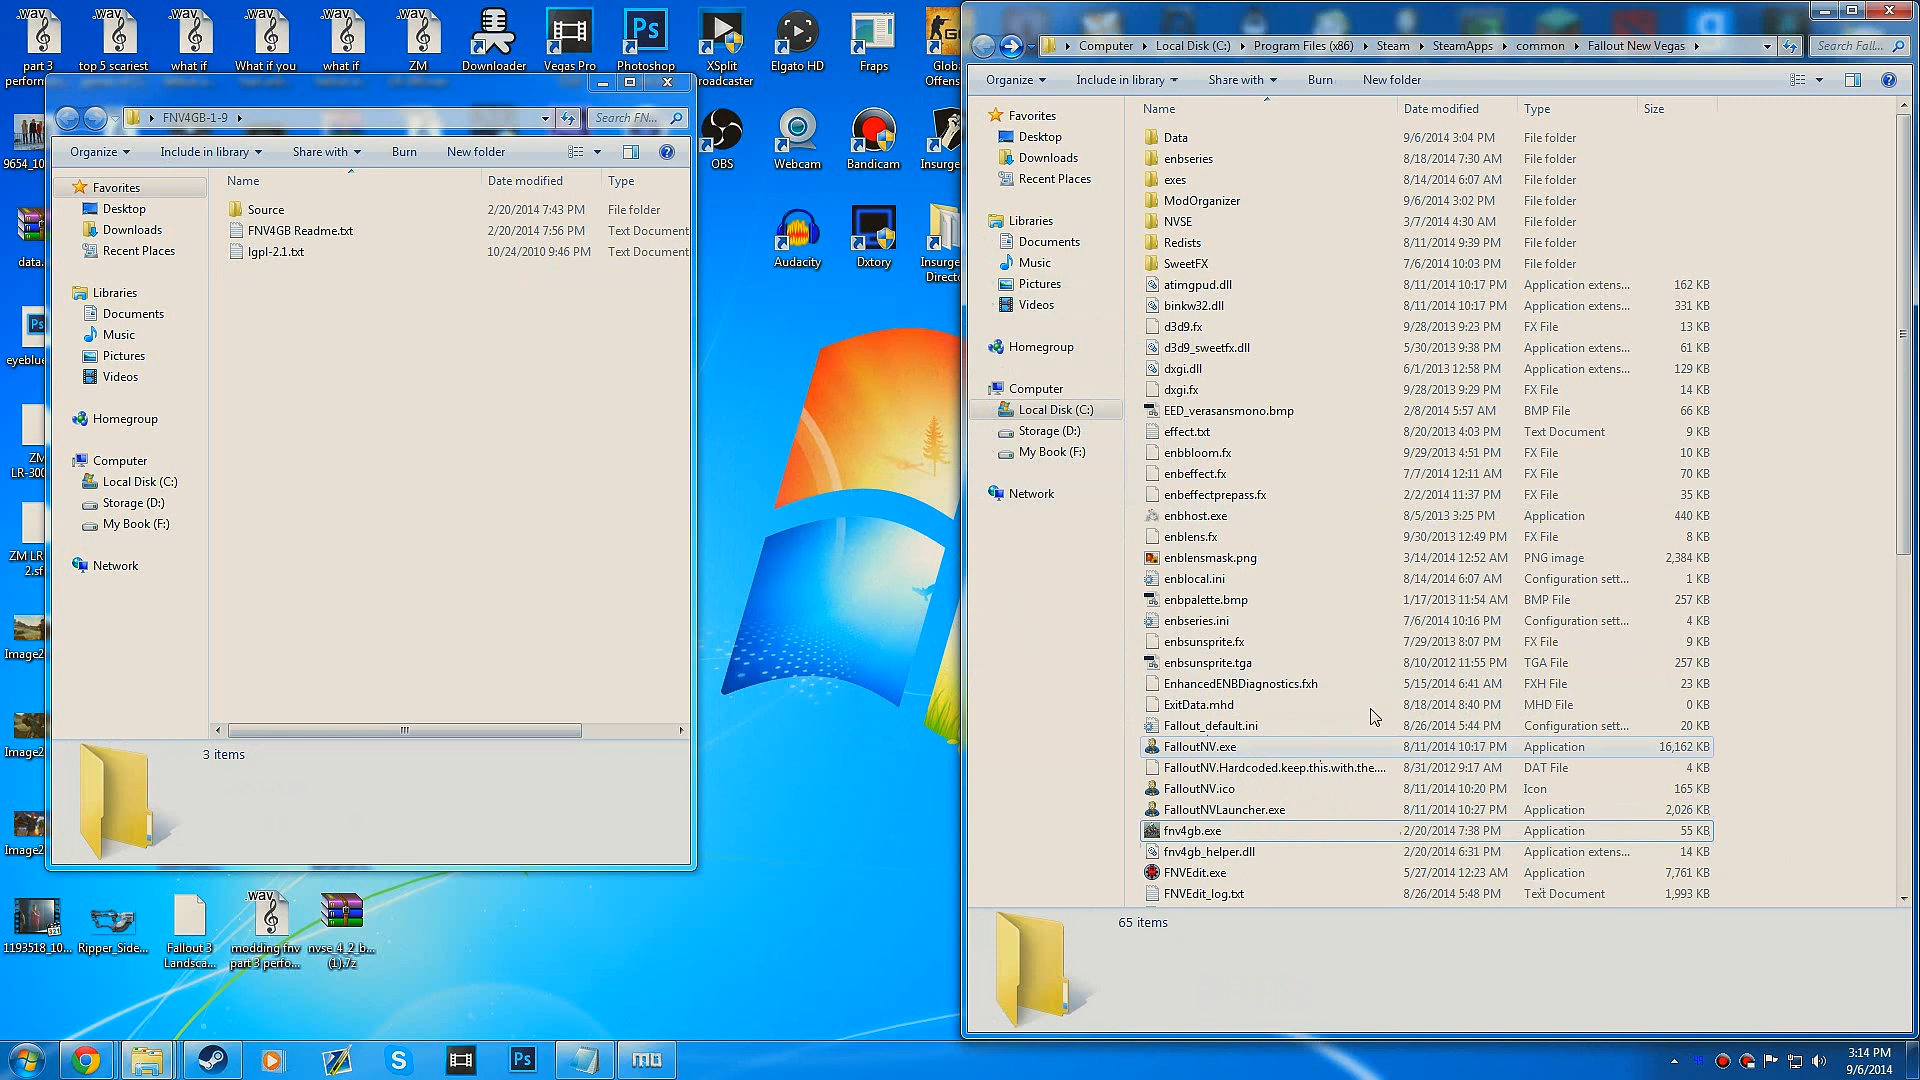 .wav
.wav
.wav
.wav
.wav
.wav
part 3
perform
top 5 scariest
what if
What if you
what if
ZM
Downloader
Vegas Pro
Photoshop
XSplit
roadcaster
Elgato HD
Fraps
Globa
Offens
9654_10
data.
Ps
eyeblue
ZM
LR-300
ZM LR
2.sf
Image2
Image2
Image2
OBS
Webcam
Bandicam
Insurge
Audacity
Dxtory
Insurge
Direct
FNV4GB-1-9
Search FN...
Organize
Include in library
Share with
Burn
New folder
Favorites
Desktop
Downloads
Recent Places
Libraries
Documents
Music
Pictures
Videos
Homegroup
Computer
Local Disk (C:)
Storage (D:)
My Book (F:)
Network
Name Date modified Type
Source 2/20/2014 7:43 PM File folder
FNV4GB Readme.txt 2/20/2014 7:56 PM Text Document
lgpl-2.1.txt 10/24/2010 9:46 PM Text Document
3 items
1193518_10...
Ripper_Side...
Fallout 3
Landsca...
.wav
modding fnv
part 3 perfo...
nvse_4_2_b...
(1).7z
Computer Local Disk (C:) Program Files (x86) Steam SteamApps common Fallout New Vegas
Search Fall...
Organize
Include in library
Share with
Burn
New folder
Favorites
Desktop
Downloads
Recent Places
Libraries
Documents
Music
Pictures
Videos
Homegroup
Computer
Local Disk (C:)
Storage (D:)
My Book (F:)
Network
Name Date modified Type Size
Data 9/6/2014 3:04 PM File folder
enbseries 8/18/2014 7:30 AM File folder
exes 8/14/2014 6:07 AM File folder
ModOrganizer 9/6/2014 3:02 PM File folder
NVSE 3/7/2014 4:30 AM File folder
Redists 8/11/2014 9:39 PM File folder
SweetFX 7/6/2014 10:03 PM File folder
atimgpud.dll 8/11/2014 10:17 PM Application extens... 162 KB
binkw32.dll 8/11/2014 10:17 PM Application extens... 331 KB
d3d9.fx 9/28/2013 9:23 PM FX File 13 KB
d3d9_sweetfx.dll 5/30/2013 9:38 PM Application extens... 61 KB
dxgi.dll 6/1/2013 12:58 PM Application extens... 129 KB
dxgi.fx 9/28/2013 9:29 PM FX File 14 KB
EED_verasansmono.bmp 2/8/2014 5:57 AM BMP File 66 KB
effect.txt 8/20/2013 4:03 PM Text Document 9 KB
enbbloom.fx 9/29/2013 4:51 PM FX File 10 KB
enbeffect.fx 7/7/2014 12:11 AM FX File 70 KB
enbeffectprepass.fx 2/2/2014 11:37 PM FX File 35 KB
enbhost.exe 8/5/2013 3:25 PM Application 440 KB
enblens.fx 9/30/2013 12:49 PM FX File 8 KB
enblensmask.png 3/14/2014 12:52 AM PNG image 2,384 KB
enblocal.ini 8/14/2014 6:07 AM Configuration sett... 1 KB
enbpalette.bmp 1/17/2013 11:54 AM BMP File 257 KB
enbseries.ini 7/6/2014 10:16 PM Configuration sett... 4 KB
enbsunsprite.fx 7/29/2013 8:07 PM FX File 9 KB
enbsunsprite.tga 8/10/2012 11:55 PM TGA File 257 KB
EnhancedENBDiagnostics.fxh 5/15/2014 6:41 AM FXH File 23 KB
ExitData.mhd 8/18/2014 8:40 PM MHD File 0 KB
Fallout_default.ini 8/26/2014 5:44 PM Configuration sett... 20 KB
FalloutNV.exe 8/11/2014 10:17 PM Application 16,162 KB
FalloutNV.Hardcoded.keep.this.with.the.... 8/31/2012 9:17 AM DAT File 4 KB
FalloutNV.ico 8/11/2014 10:20 PM Icon 165 KB
FalloutNVLauncher.exe 8/11/2014 10:27 PM Application 2,026 KB
fnv4gb.exe 2/20/2014 7:38 PM Application 55 KB
fnv4gb_helper.dll 2/20/2014 6:31 PM Application extens... 14 KB
FNVEdit.exe 5/27/2014 12:23 AM Application 7,761 KB
FNVEdit_log.txt 8/26/2014 5:48 PM Text Document 1,993 KB
65 items
Ps
3:14 PM
9/6/2014